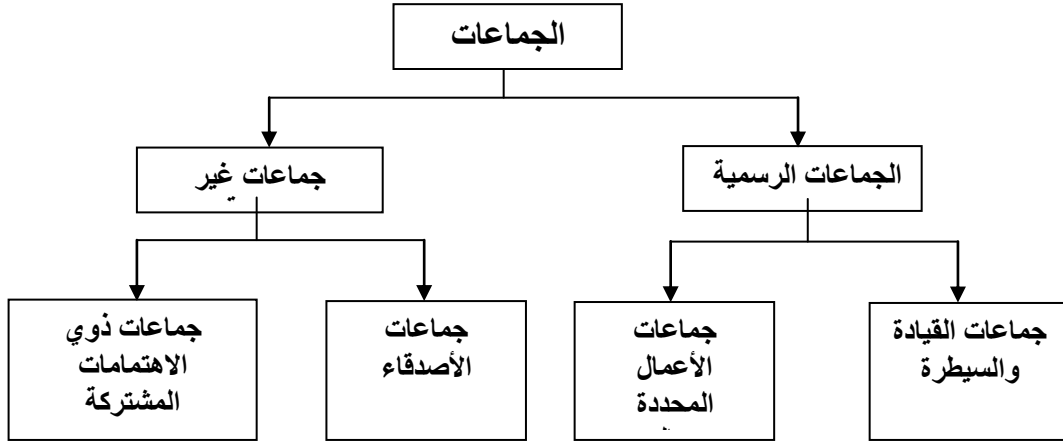 الجماعات
الجماعات الرسمية
جماعات غير
جماعات القيادة
والسيطرة
جماعات
الأعمال
المحددة
جماعات
الأصدقاء
جماعات ذوي
الاهتمامات
المشتركة